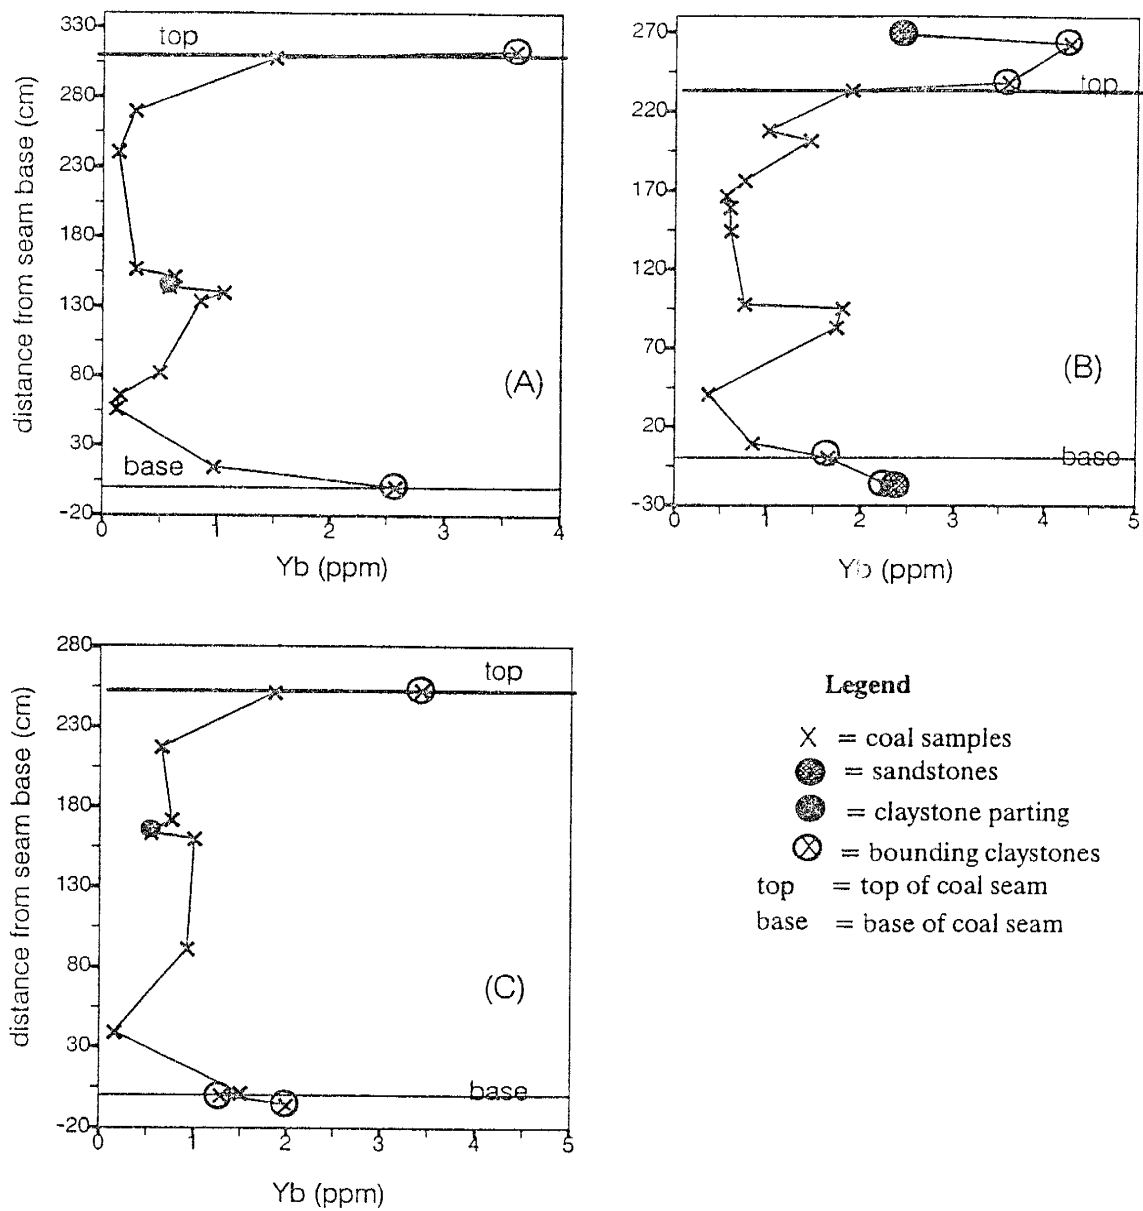 330
280
230
180
130
80
30
-20
distance from seam base (cm)
top
base
(A)
0 1 2 3 4
Yb (ppm)
270
220
170
120
70
20
-30
top
base
(B)
0 1 2 3 4 5
Yb (ppm)
280
230
180
130
80
30
-20
distance from seam base (cm)
top
base
(C)
0 1 2 3 4 5
Yb (ppm)
Legend
= coal samples
= sandstones
= claystone parting
= bounding claystones
top = top of coal seam
base = base of coal seam